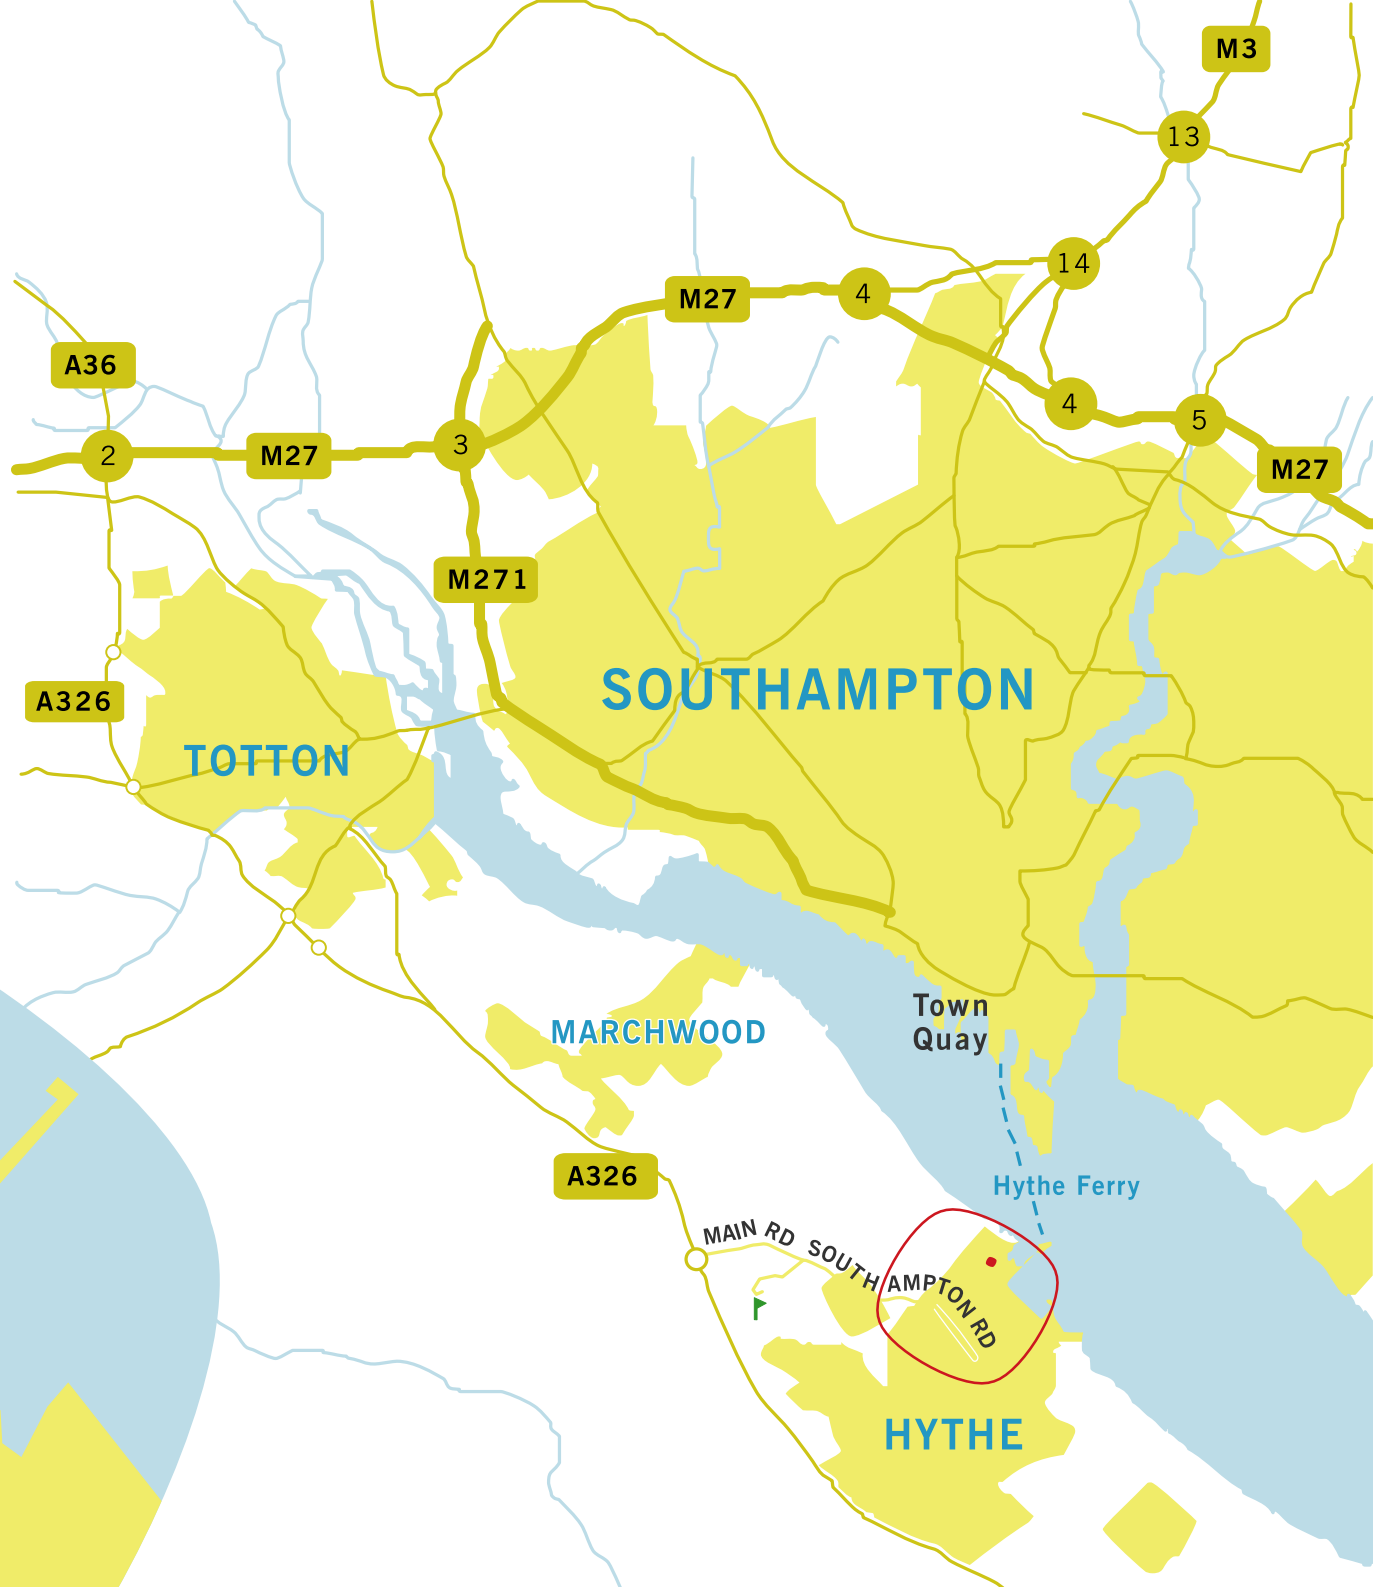 M3
13
14
M27
4
A36
4
5
2
M27
3
M27
M271
SOUTHAMPTON
A326
TOTTON
Town
Quay
MARCHWOOD
A326
Hythe Ferry
MAIN RD SOUTHAMPTON RD
HYTHE